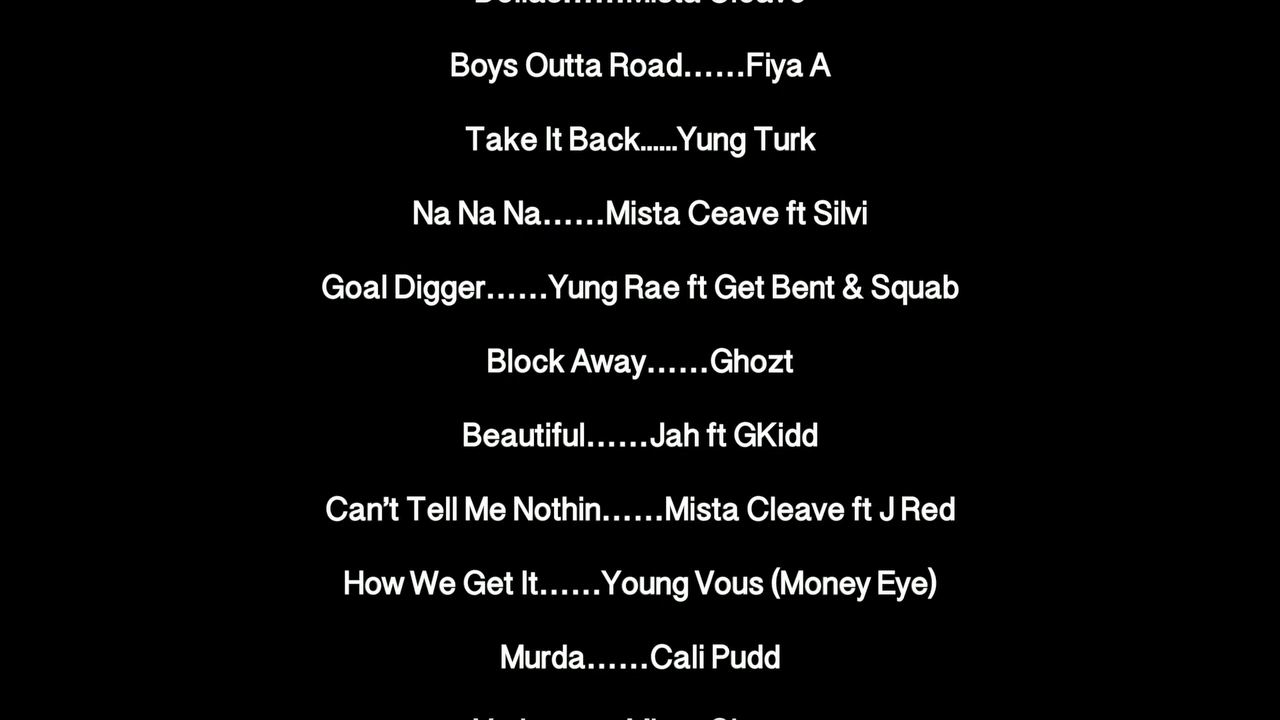 Mista Cleave
Boys Outta Road......Fiya A
Take It Back......Yung Turk
Na Na Na......Mista Ceave ft Silvi
Goal Digger......Yung Rae ft Get Bent & Squab
Block Away......Ghozt
Beautiful......Jah ft GKidd
Can't Tell Me Nothin......Mista Cleave ft J Red
How We Get It......Young Vous (Money Eye)
Murda......Cali Pudd